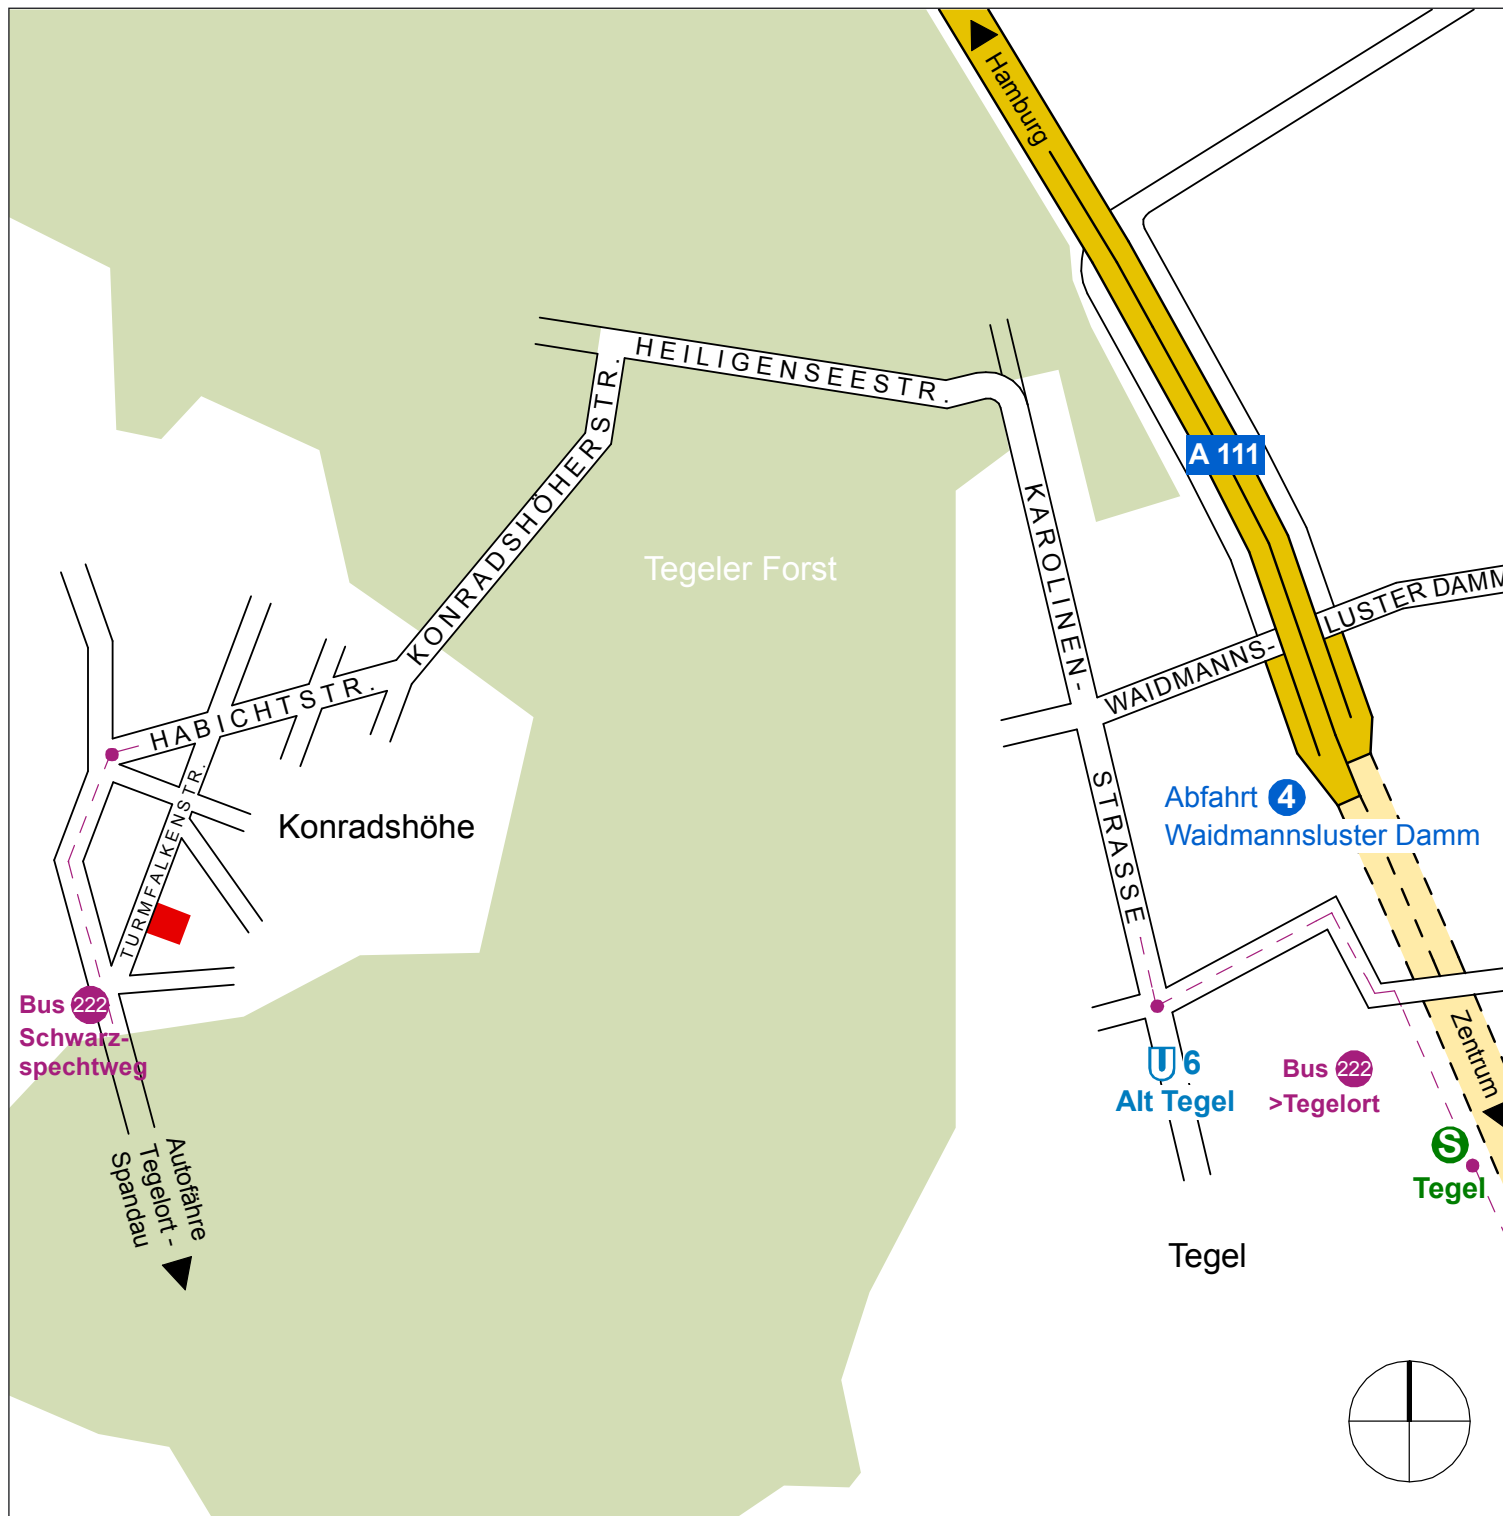 Hamburg
HEILIGENSEESTR.
KONRADSHÖHERSTR.
A 111
KAROLINEN-
STRASSE
Tegeler Forst
WAIDMANNS-
LUSTER DAMM
HABICHTSTR.
TURMFALKENSTR.
Konradshöhe
Abfahrt 4
Waidmannsluster Damm
Bus 222
Schwarz-
spechtweg
U 6
Alt Tegel
Bus 222
>Tegelort
Zentrum
S
Tegel
Autofähre
Tegelort -
Spandau
Tegel